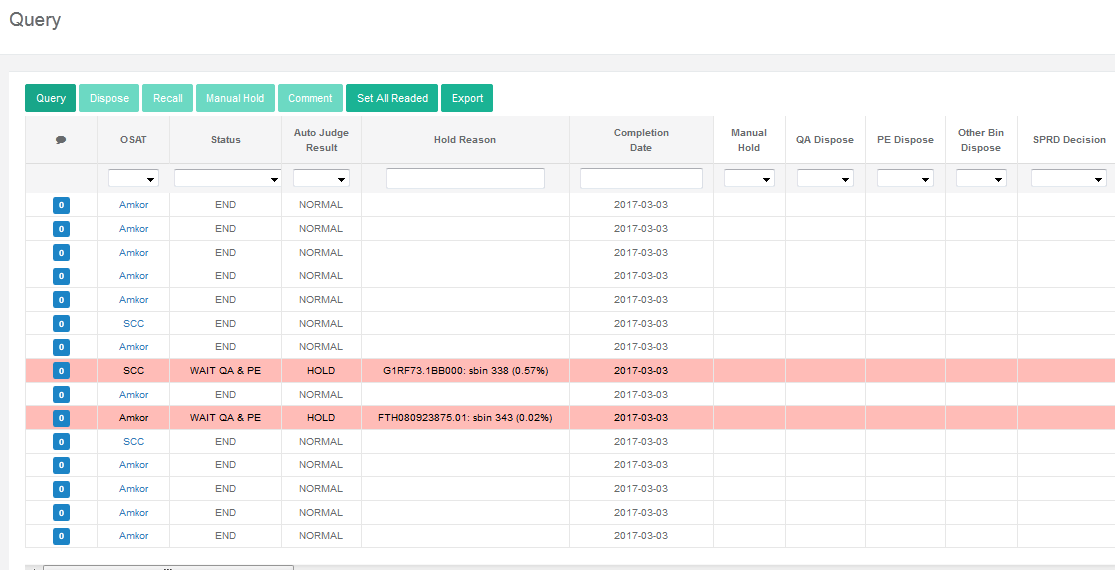 Query
Query Dispose Recall Manual Hold Comment Set All Readed Export
OSAT Status Auto Judge Result Hold Reason Completion Date Manual Hold QA Dispose PE Dispose Other Bin Dispose SPRD Decision
0 Amkor END NORMAL 2017-03-03
0 Amkor END NORMAL 2017-03-03
0 Amkor END NORMAL 2017-03-03
0 Amkor END NORMAL 2017-03-03
0 Amkor END NORMAL 2017-03-03
0 SCC END NORMAL 2017-03-03
0 Amkor END NORMAL 2017-03-03
0 SCC WAIT QA & PE HOLD G1RF73.1BB000: sbin 338 (0.57%) 2017-03-03
0 Amkor END NORMAL 2017-03-03
0 Amkor WAIT QA & PE HOLD FTH080923875.01: sbin 343 (0.02%) 2017-03-03
0 SCC END NORMAL 2017-03-03
0 Amkor END NORMAL 2017-03-03
0 Amkor END NORMAL 2017-03-03
0 Amkor END NORMAL 2017-03-03
0 Amkor END NORMAL 2017-03-03